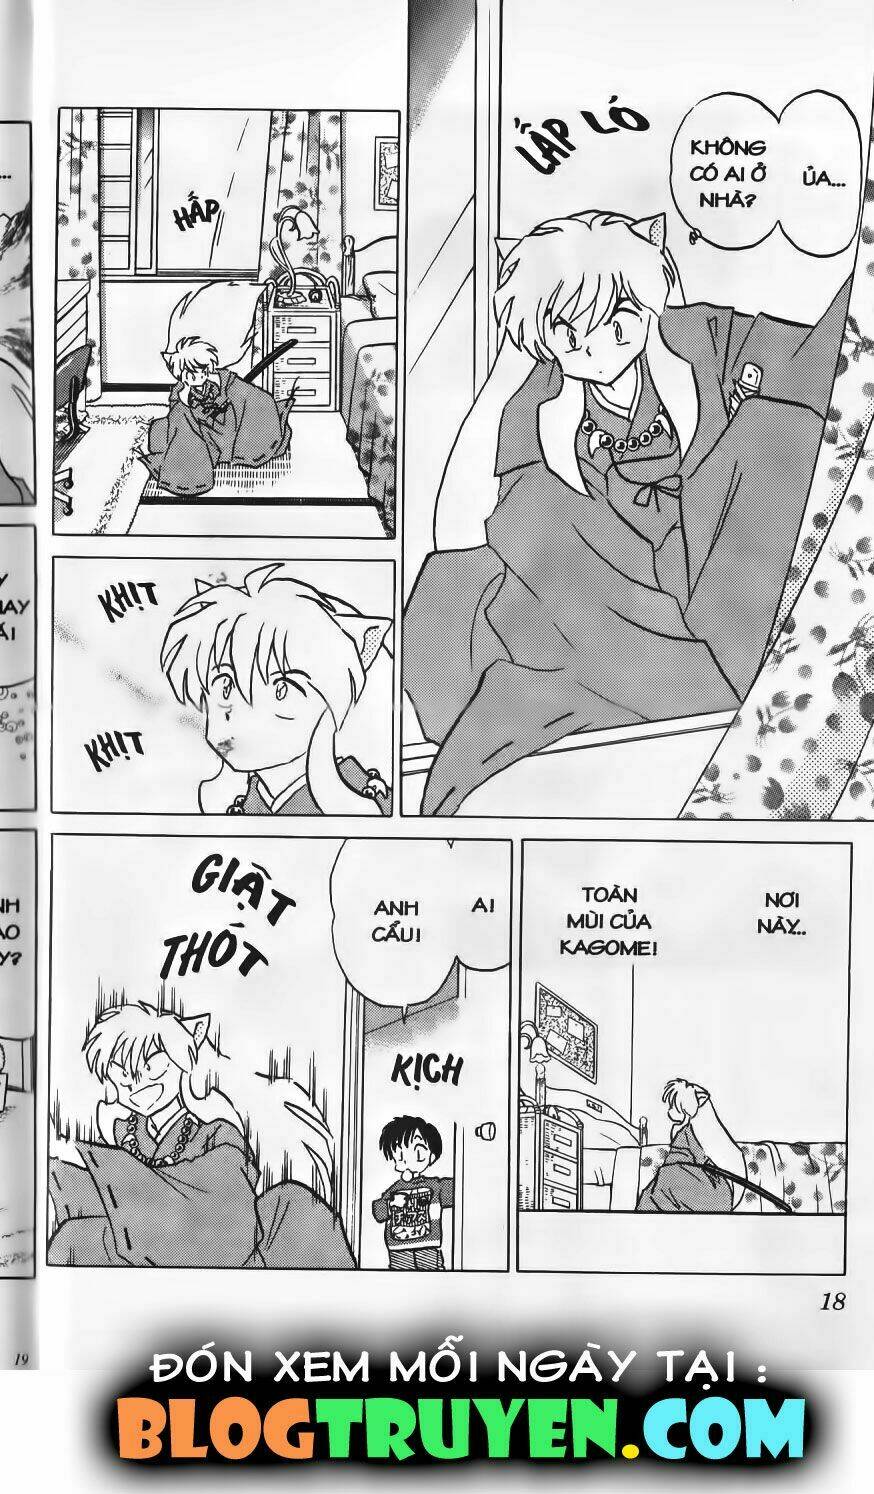 ỦA...
KHÔNG
CÓ AI Ở
NHÀ?
LẤP LÓ
HẤP
KHỊT
KHỊT
NƠI
NÀY...
TOÀN
MÙI CỦA
KAGOME!
A!
ANH
CẨU!
KỊCH
GIẬT
THÓT
18
19
ĐÓN XEM MỖI NGÀY TẠI :
BLOGTRUYEN.COM